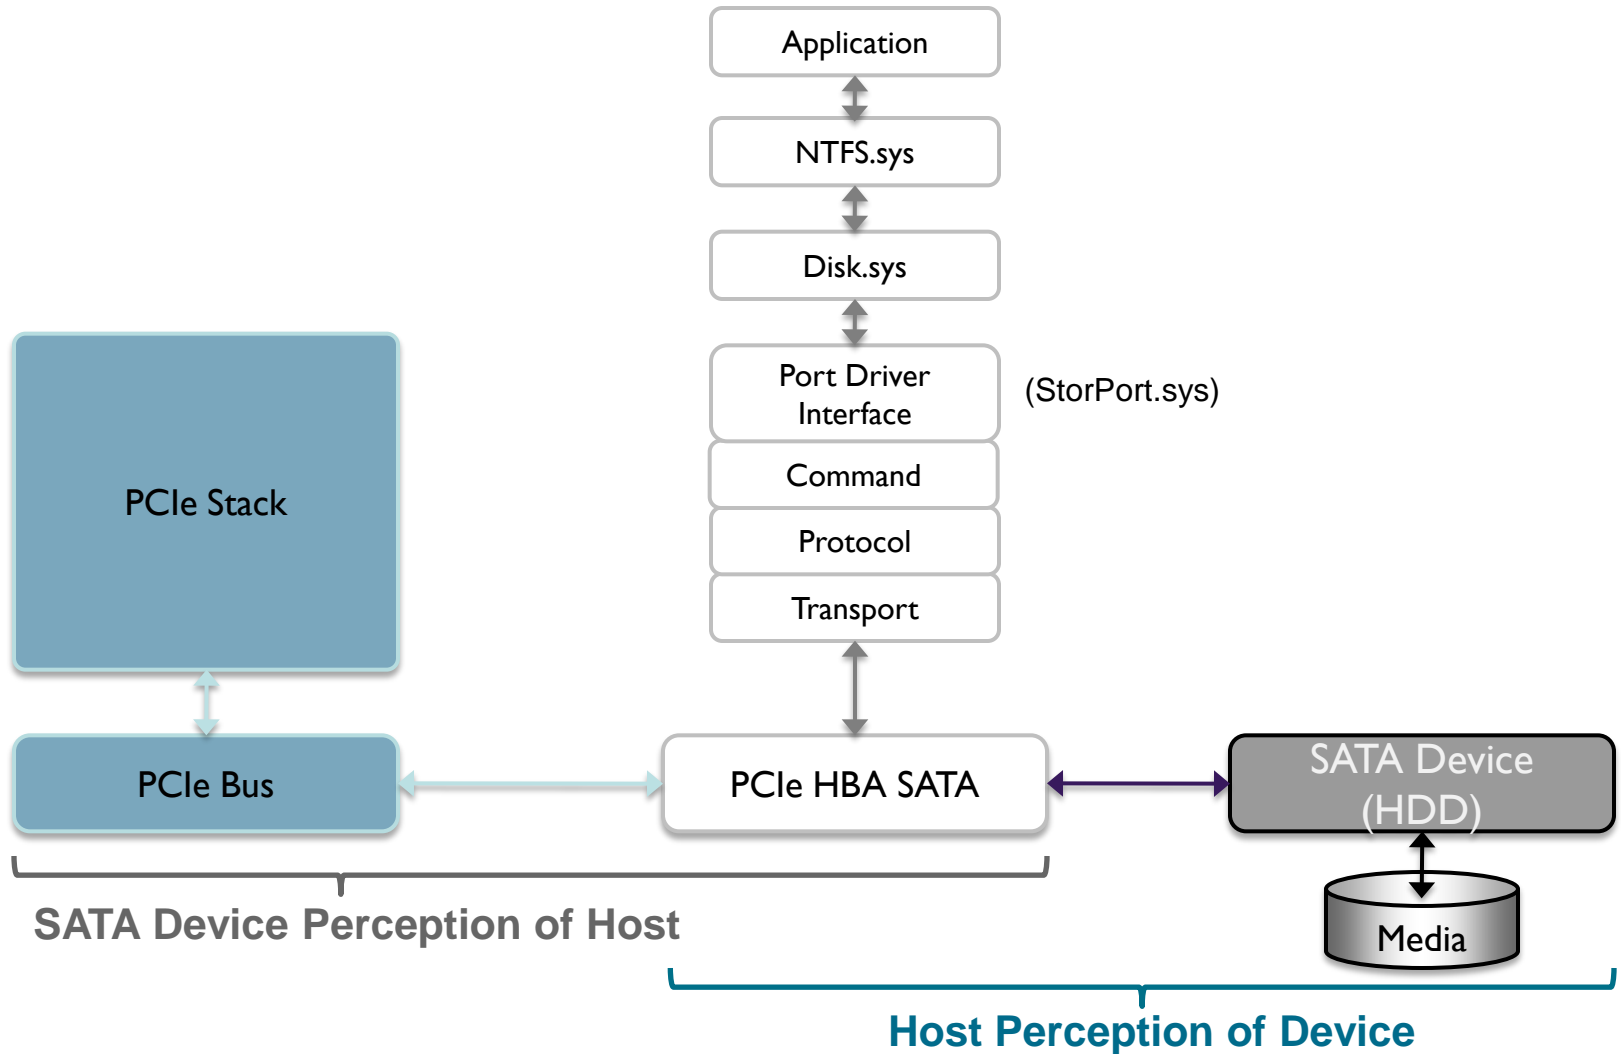 Application
NTFS.sys
Disk.sys
Port Driver
Interface
(StorPort.sys)
Command
Protocol
Transport
PCIe Stack
PCIe Bus
PCIe HBA SATA
SATA Device
(HDD)
Media
SATA Device Perception of Host
Host Perception of Device